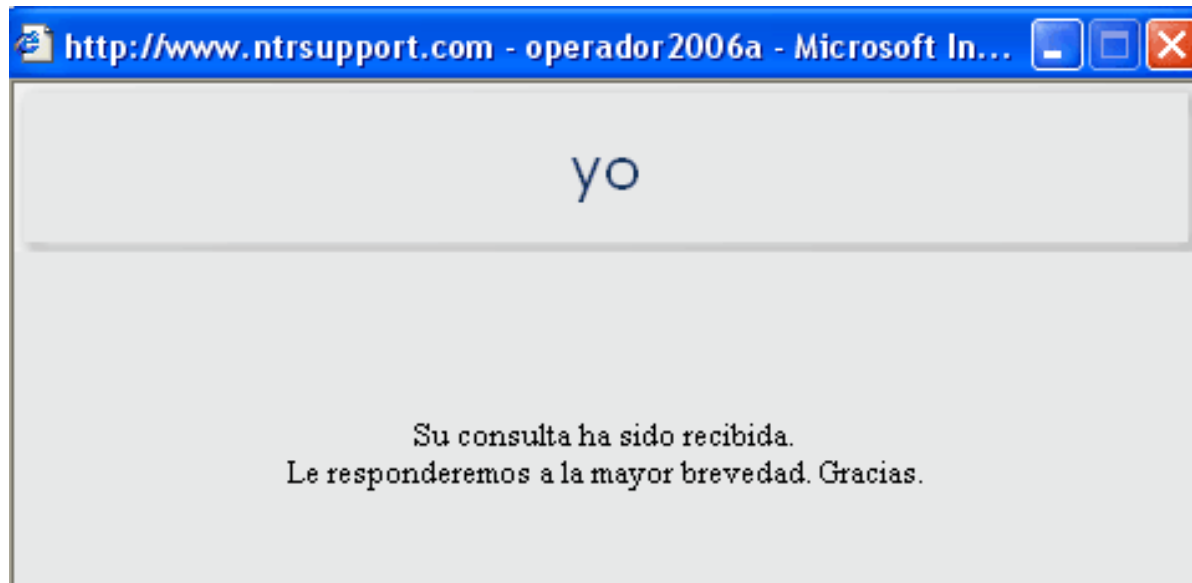 http://www.ntrsupport.com - operador2006a - Microsoft In...
yo
Su consulta ha sido recibida.
Le responderemos a la mayor brevedad. Gracias.